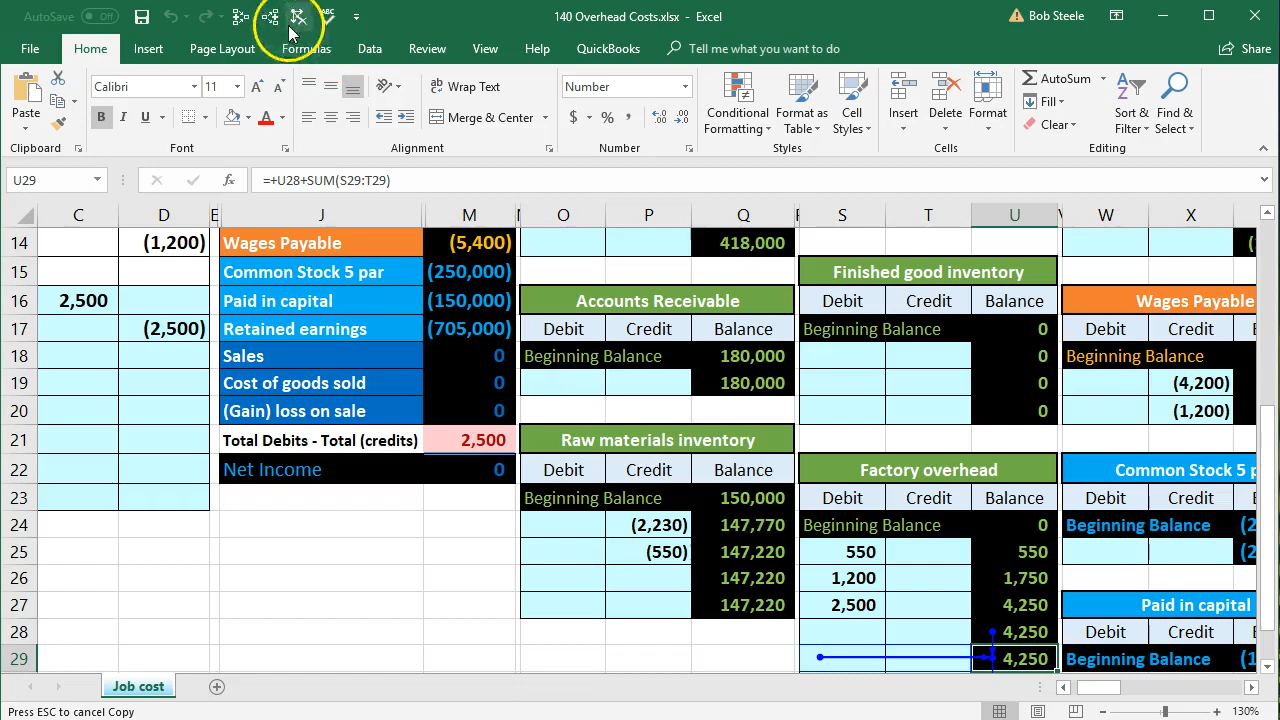 AutoSave Off 140 Overhead Costs.xlsx - Excel Bob Steele
File Home Insert Page Layout Formulas Data Review View Help QuickBooks Tell me what you want to do Share
Calibri 11 Wrap Text Number AutoSum
Paste B I U Merge & Center $ % Conditional Formatting Format as Table Cell Styles Insert Delete Format Fill Clear Sort & Filter Find & Select
Clipboard Font Alignment Number Styles Cells Editing
U29 fx =+U28+SUM(S29:T29)
C D E J M O P Q S T U W X
14 (1,200) Wages Payable (5,400) 418,000
15 Common Stock 5 par (250,000) Finished good inventory
16 2,500 Paid in capital (150,000) Accounts Receivable Debit Credit Balance Wages Payable
17 (2,500) Retained earnings (705,000) Debit Credit Balance Beginning Balance 0 Debit Credit
18 Sales 0 Beginning Balance 180,000 0 Beginning Balance
19 Cost of goods sold 0 180,000 0 (4,200)
20 (Gain) loss on sale 0 0 (1,200)
21 Total Debits - Total (credits) 2,500 Raw materials inventory
22 Net Income 0 Debit Credit Balance Factory overhead Common Stock 5 p
23 Beginning Balance 150,000 Debit Credit Balance Debit Credit
24 (2,230) 147,770 Beginning Balance 0 Beginning Balance (2
25 (550) 147,220 550 550
26 147,220 1,200 1,750
27 147,220 2,500 4,250 Paid in capital
28 4,250 Debit Credit
29 4,250 Beginning Balance (1
Job cost
Press ESC to cancel Copy 130%